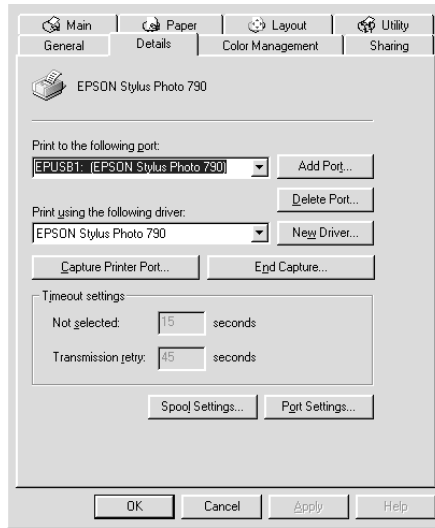 Main Paper Layout Utility
General Details Color Management Sharing
EPSON Stylus Photo 790
Print to the following port:
EPUSB1: (EPSON Stylus Photo 790) Add Port...
Delete Port...
Print using the following driver:
EPSON Stylus Photo 790 New Driver...
Capture Printer Port... End Capture...
Timeout settings
Not selected: 15 seconds
Transmission retry: 45 seconds
Spool Settings... Port Settings...
OK Cancel Apply Help